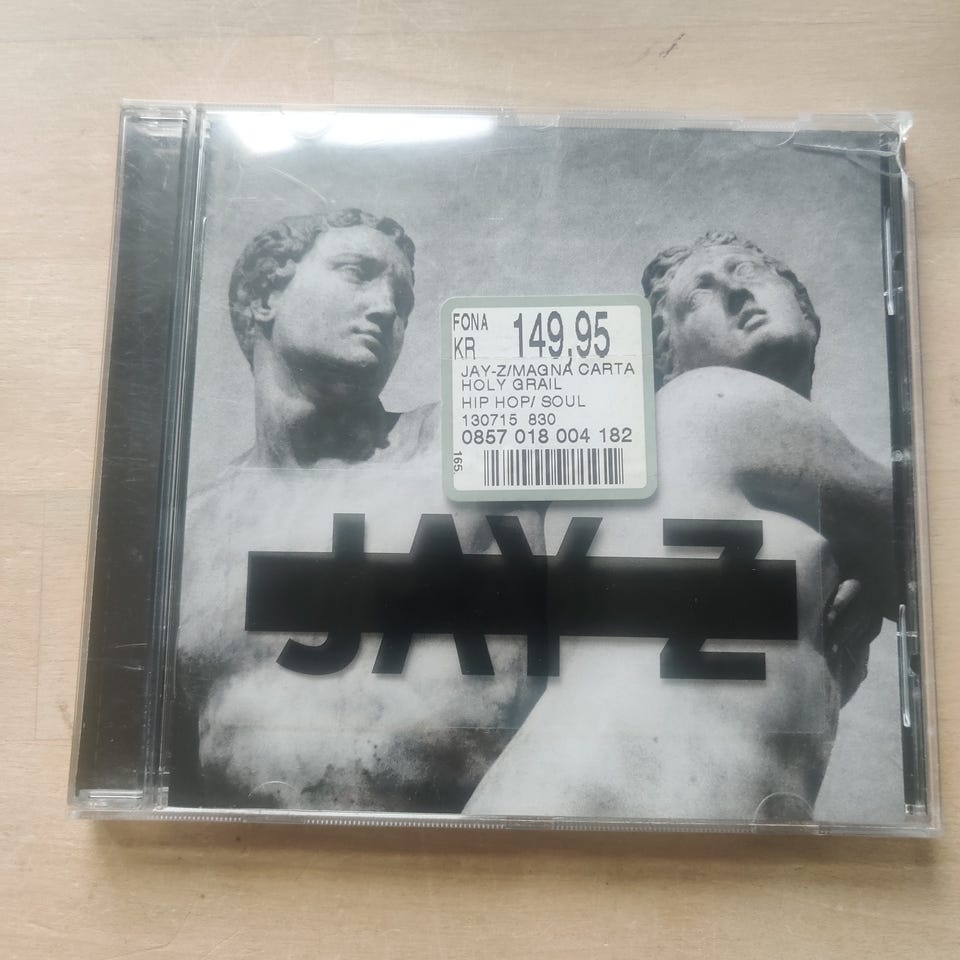 FONA
KR 149,95
JAY-Z/MAGNA CARTA
HOLY GRAIL
HIP HOP/ SOUL
130715 830
0857 018 004 182
165
JAY Z